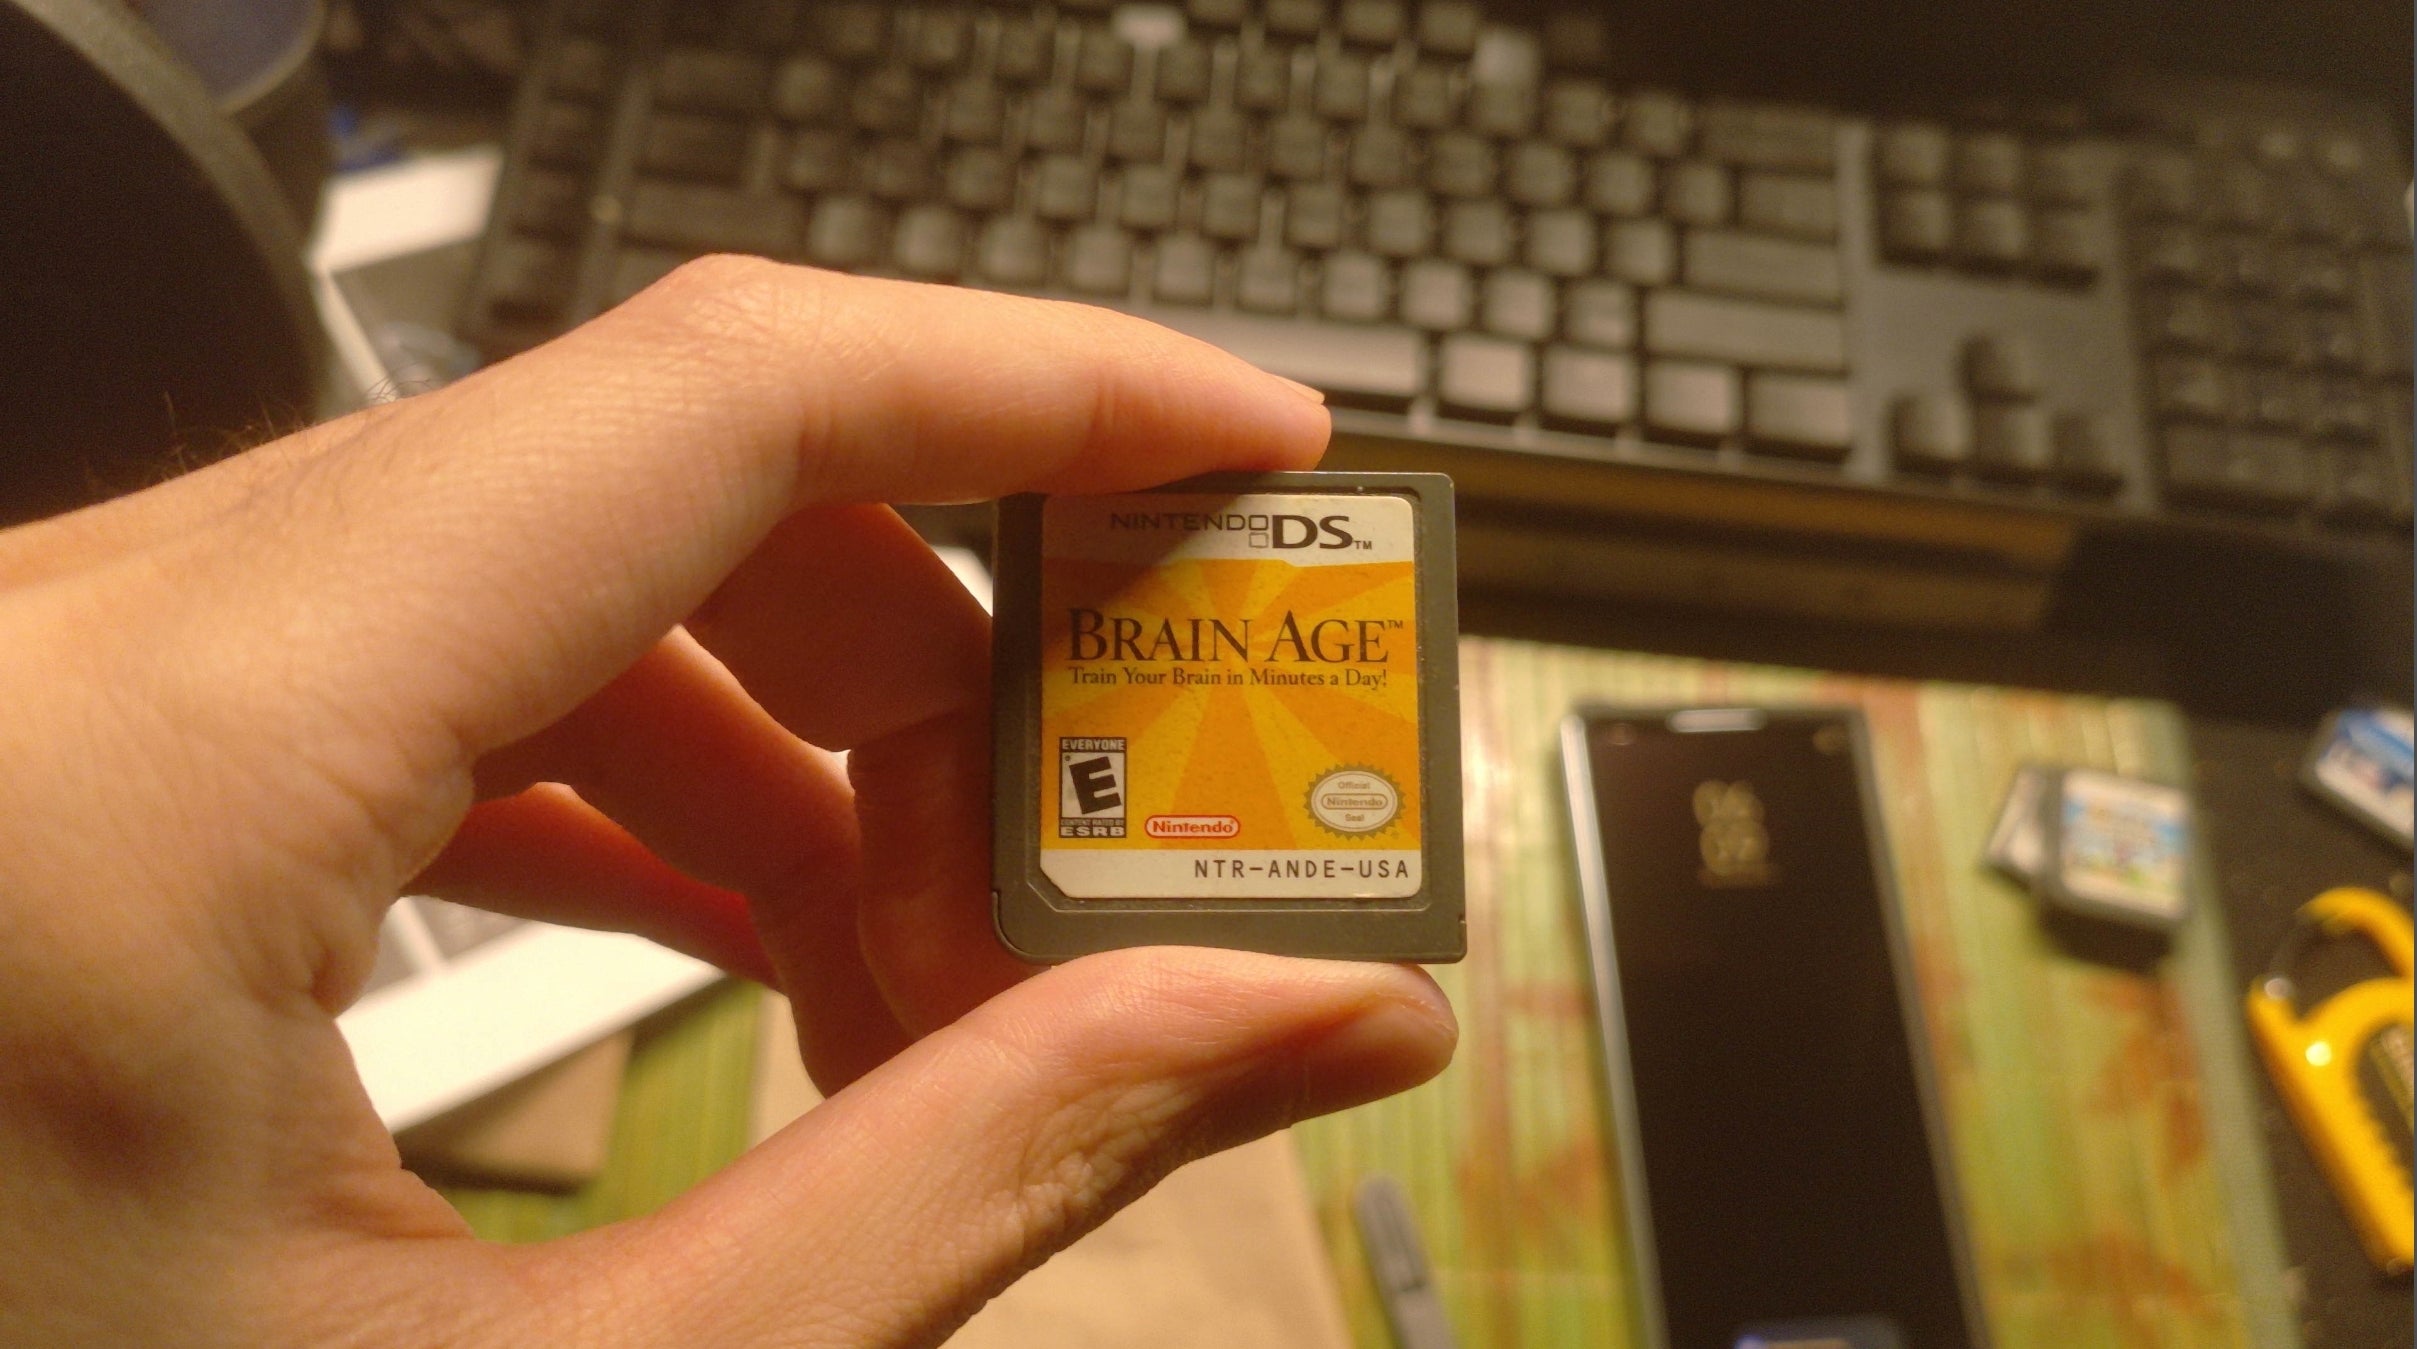 NINTENDO DS™
BRAIN AGE™
Train Your Brain in Minutes a Day!
EVERYONE
E
CONTENT RATED BY
ESRB
Nintendo®
Official
Nintendo
Seal
NTR-ANDE-USA